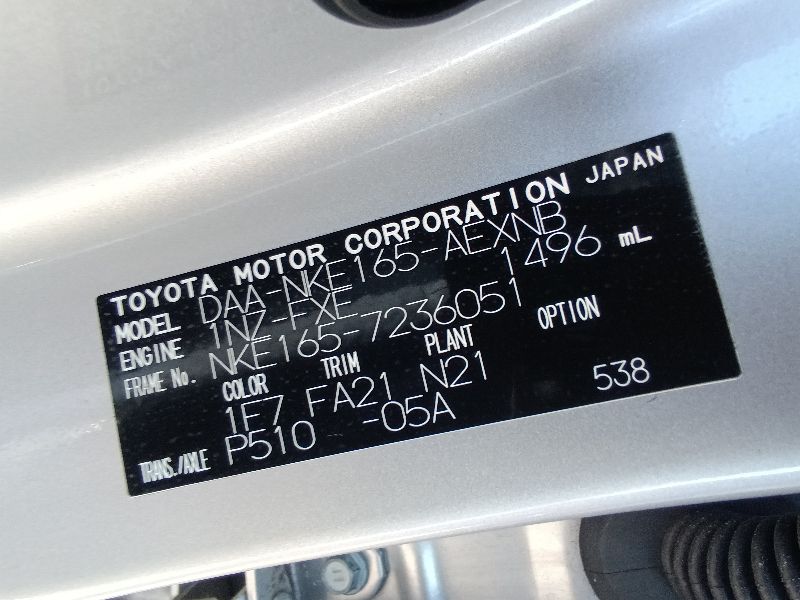 TOYOTA MOTOR CORPORATION JAPAN
MODEL DAA-NKE165-AEXNB
ENGINE 1NZ-FXE 1496 mL
FRAME No. NKE165-7236051
COLOR TRIM PLANT OPTION
1F7 FA21 N21
TRANS./AXLE P510 -05A 538